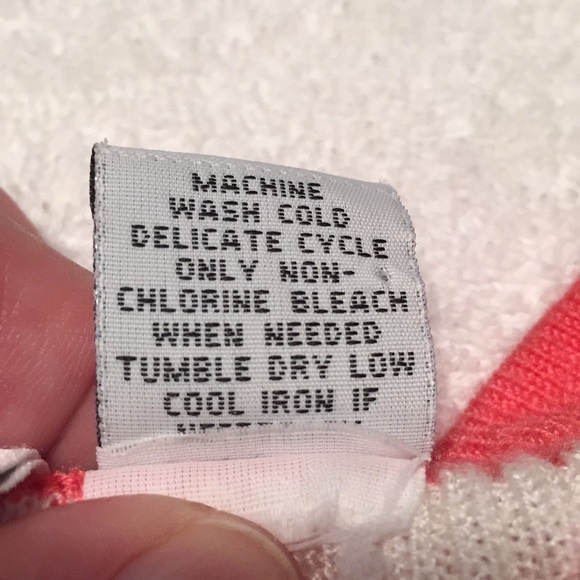 MACHINE
WASH COLD
DELICATE CYCLE
ONLY NON-
CHLORINE BLEACH
WHEN NEEDED
TUMBLE DRY LOW
COOL IRON IF